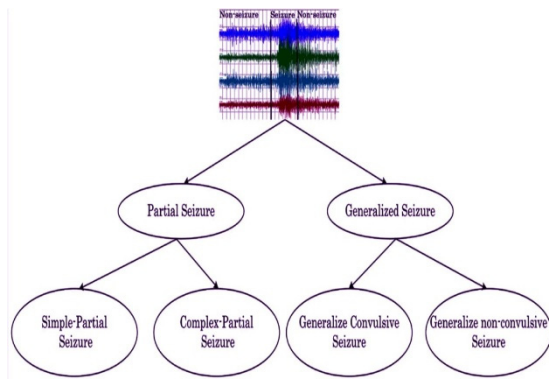 Non-seizure Seizure Non-seizure
Partial Seizure
Generalized Seizure
Simple-Partial
Seizure
Complex-Partial
Seizure
Generalize Convulsive
Seizure
Generalize non-convulsive
Seizure